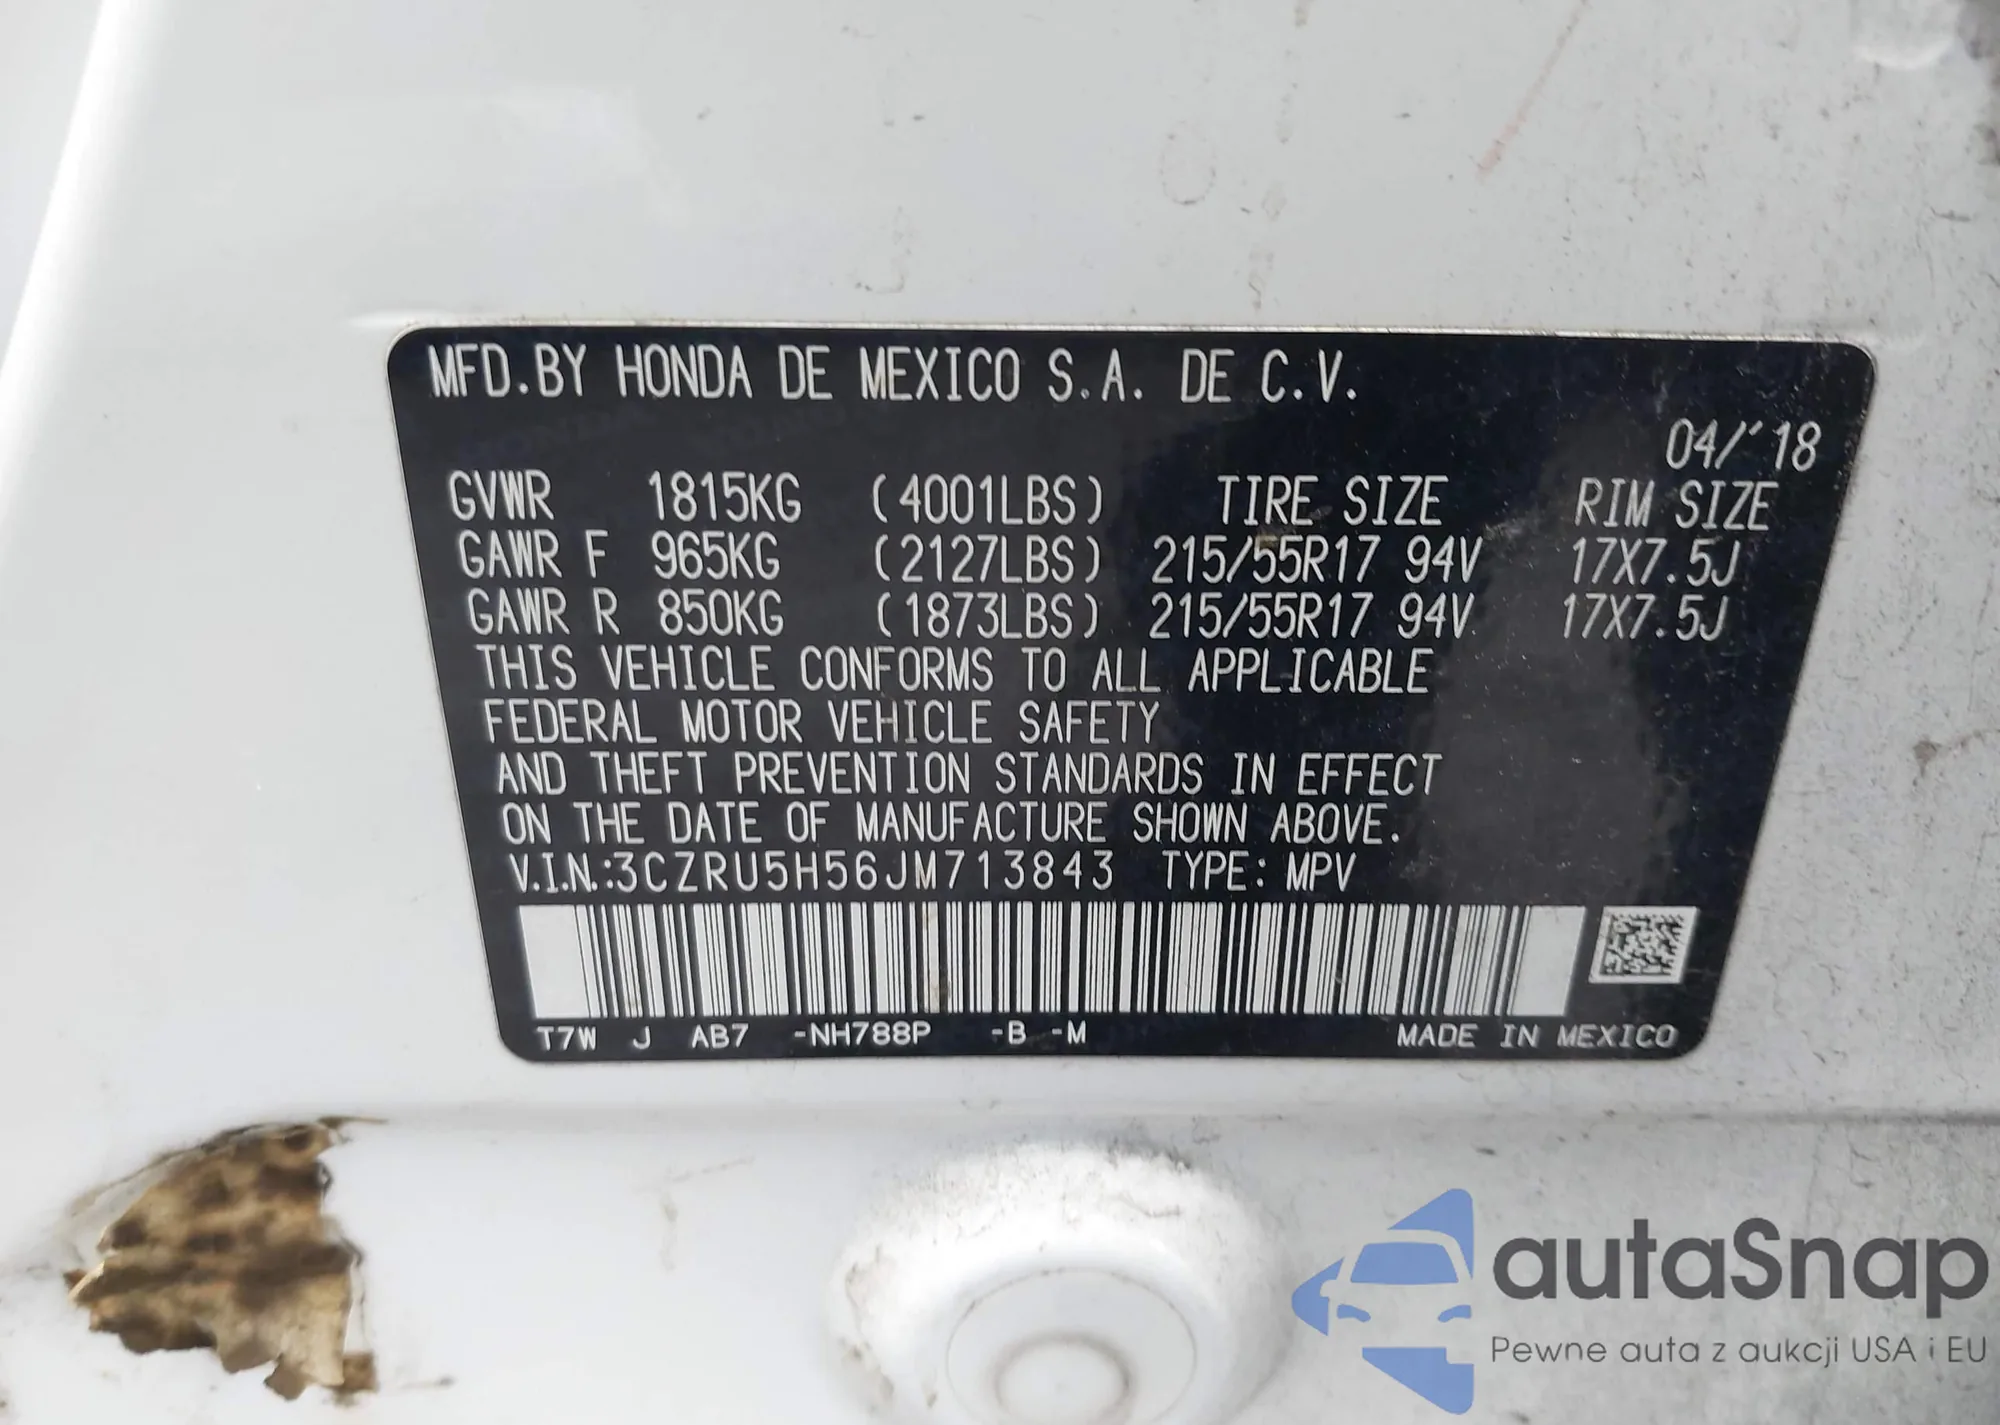 MFD.BY HONDA DE MEXICO S.A. DE C.V.
04/'18
GVWR 1815KG (4001LBS) TIRE SIZE RIM SIZE
GAWR F 965KG (2127LBS) 215/55R17 94V 17X7.5J
GAWR R 850KG (1873LBS) 215/55R17 94V 17X7.5J
THIS VEHICLE CONFORMS TO ALL APPLICABLE
FEDERAL MOTOR VEHICLE SAFETY
AND THEFT PREVENTION STANDARDS IN EFFECT
ON THE DATE OF MANUFACTURE SHOWN ABOVE.
V.I.N.:3CZRU5H56JM713843 TYPE: MPV
T7W J AB7 -NH788P -B -M MADE IN MEXICO
autaSnap
Pewne auta z aukcji USA i EU